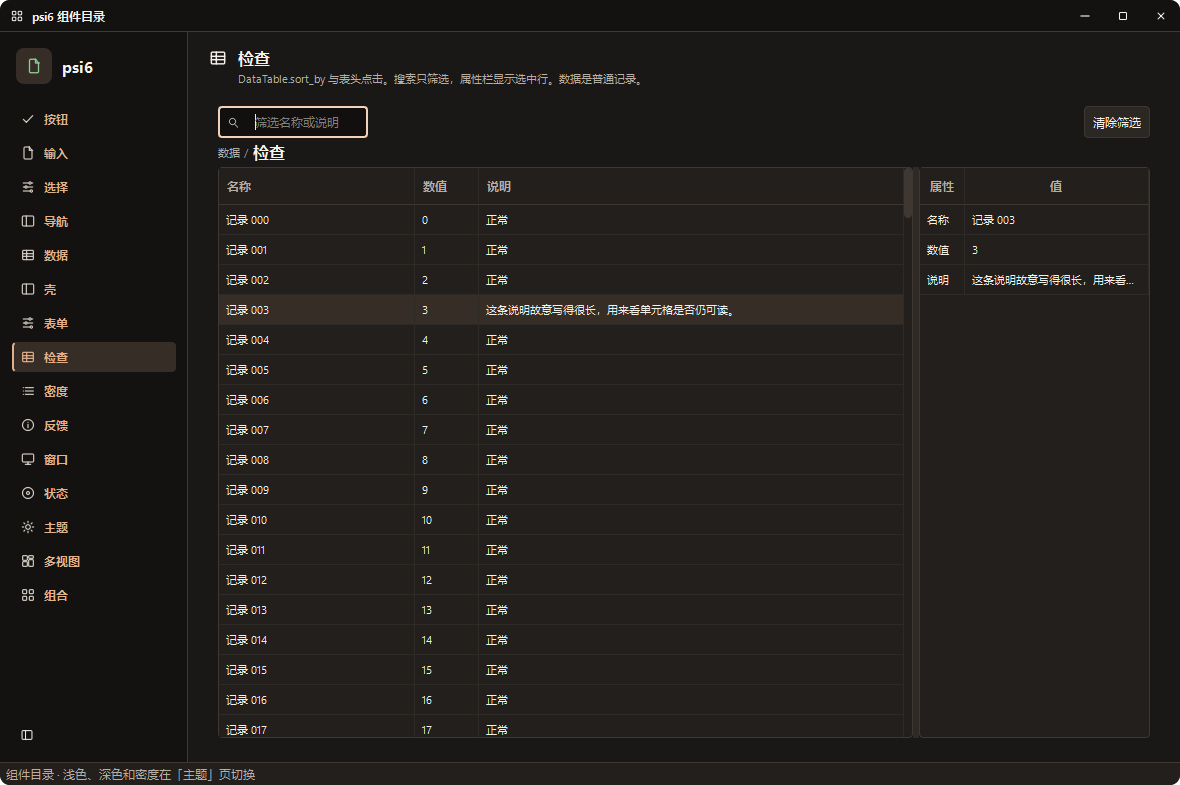 psi6 组件目录
psi6
按钮
输入
选择
导航
数据
壳
表单
检查
密度
反馈
窗口
状态
主题
多视图
组合
检查
DataTable.sort_by 与表头点击。搜索只筛选，属性栏显示选中行。数据是普通记录。
筛选名称或说明
清除筛选
数据 / 检查
名称 数值 说明
记录 000 0 正常
记录 001 1 正常
记录 002 2 正常
记录 003 3 这条说明故意写得很长，用来看单元格是否仍可读。
记录 004 4 正常
记录 005 5 正常
记录 006 6 正常
记录 007 7 正常
记录 008 8 正常
记录 009 9 正常
记录 010 10 正常
记录 011 11 正常
记录 012 12 正常
记录 013 13 正常
记录 014 14 正常
记录 015 15 正常
记录 016 16 正常
记录 017 17 正常
属性 值
名称 记录 003
数值 3
说明 这条说明故意写得很长，用来看...
组件目录 · 浅色、深色和密度在「主题」页切换